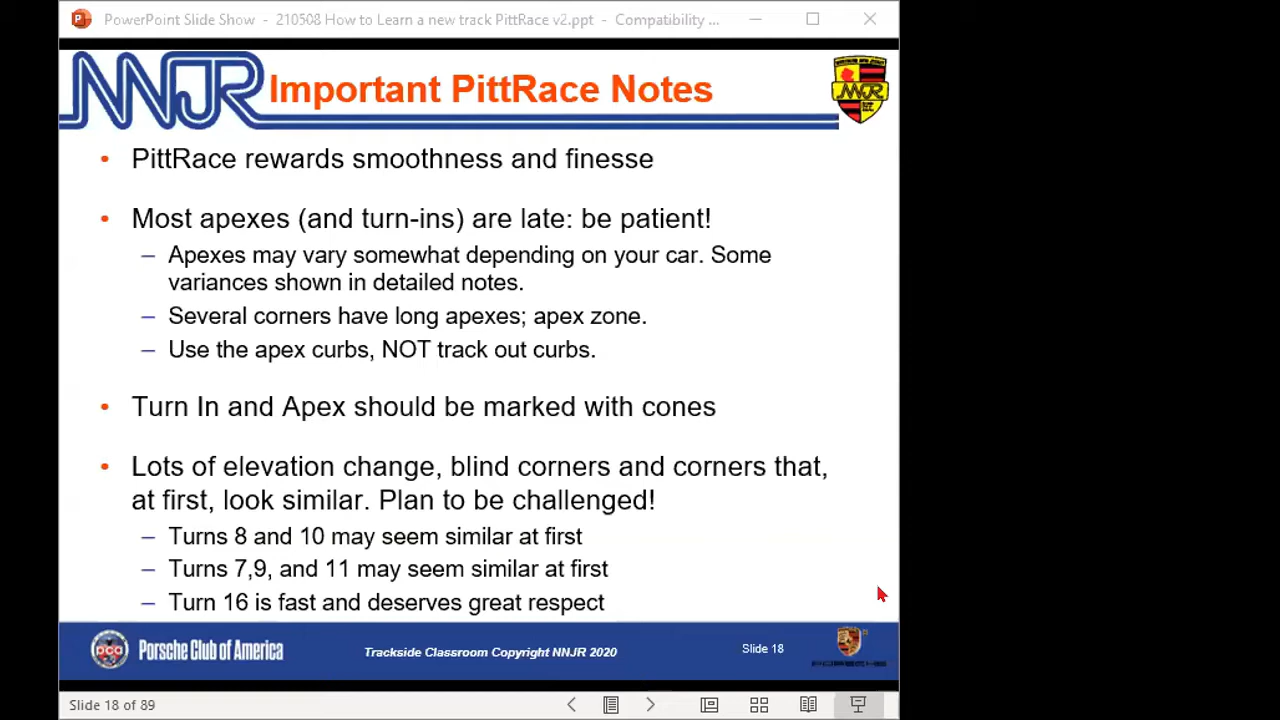 PowerPoint Slide Show - 210508 How to Learn a new track PittRace v2.ppt - Compatibility ...
NNJR
Important PittRace Notes
• PittRace rewards smoothness and finesse
• Most apexes (and turn-ins) are late: be patient!
– Apexes may vary somewhat depending on your car. Some
variances shown in detailed notes.
– Several corners have long apexes; apex zone.
– Use the apex curbs, NOT track out curbs.
• Turn In and Apex should be marked with cones
• Lots of elevation change, blind corners and corners that,
at first, look similar. Plan to be challenged!
– Turns 8 and 10 may seem similar at first
– Turns 7,9, and 11 may seem similar at first
– Turn 16 is fast and deserves great respect
pca
Porsche Club of America
Trackside Classroom Copyright NNJR 2020
Slide 18
Slide 18 of 89